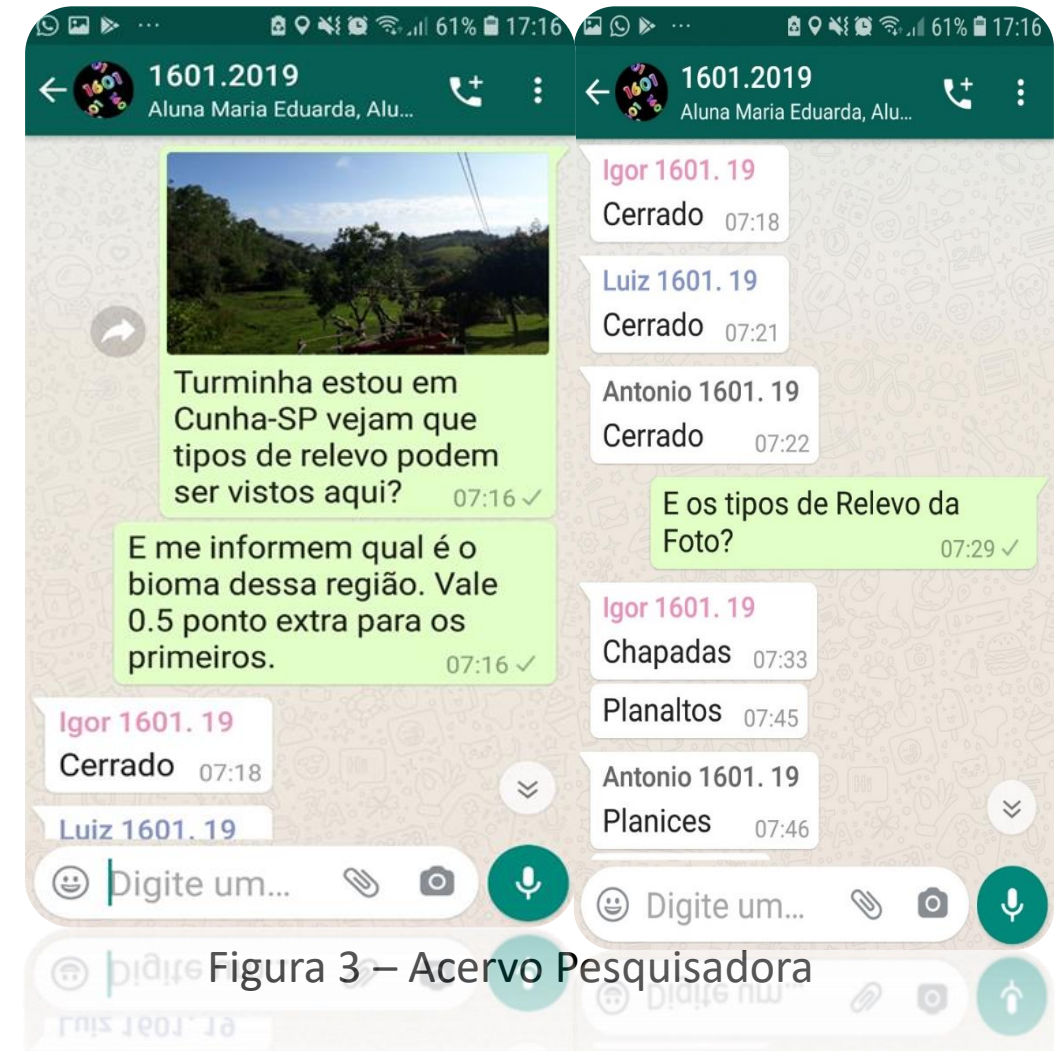 61% 17:16
1601.2019
Aluna Maria Eduarda, Alu...
Turminha estou em
Cunha-SP vejam que
tipos de relevo podem
ser vistos aqui?
07:16
E me informem qual é o
bioma dessa região. Vale
0.5 ponto extra para os
primeiros.
07:16
Igor 1601. 19
Cerrado 07:18
Luiz 1601. 19
Digite um...
61% 17:16
1601.2019
Aluna Maria Eduarda, Alu...
Igor 1601. 19
Cerrado 07:18
Luiz 1601. 19
Cerrado 07:21
Antonio 1601. 19
Cerrado 07:22
E os tipos de Relevo da
Foto?
07:29
Igor 1601. 19
Chapadas 07:33
Planaltos 07:45
Antonio 1601. 19
Planices 07:46
Digite um...
Figura 3 – Acervo Pesquisadora